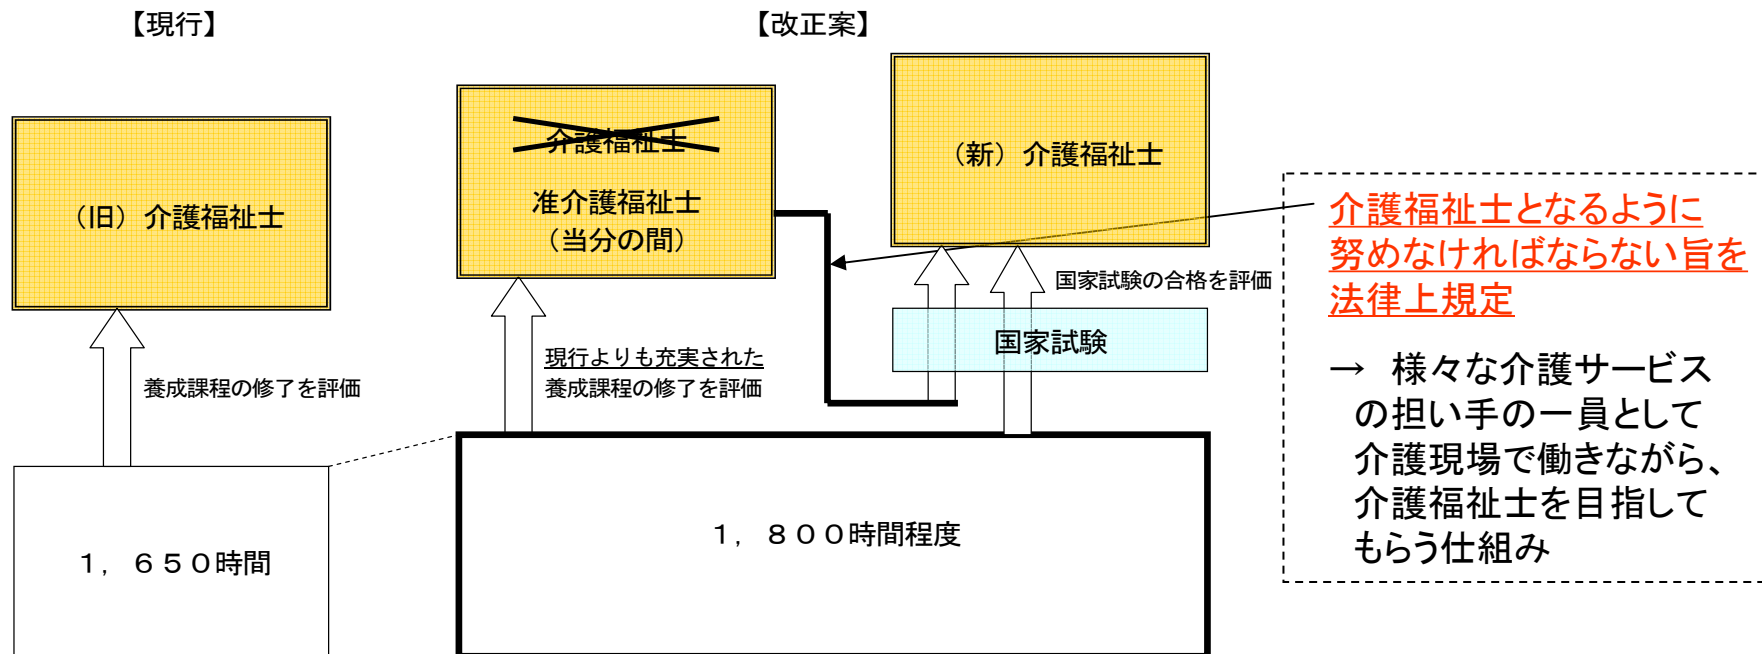 【現行】
【改正案】
（旧）介護福祉士
養成課程の修了を評価
１，６５０時間
介護福祉士
准介護福祉士
（当分の間）
現行よりも充実された
養成課程の修了を評価
（新）介護福祉士
国家試験の合格を評価
国家試験
１，８００時間程度
介護福祉士となるように
努めなければならない旨を
法律上規定
→ 様々な介護サービス
の担い手の一員として
介護現場で働きながら、
介護福祉士を目指して
もらう仕組み